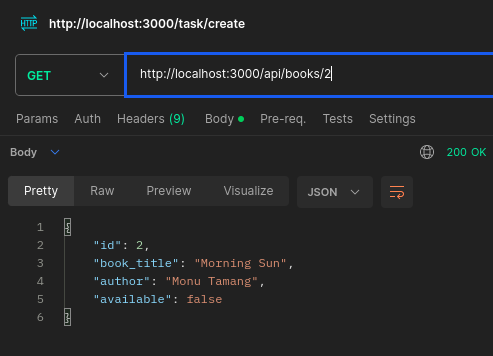 HTTP http://localhost:3000/task/create
GET http://localhost:3000/api/books/2
Params Auth Headers (9) Body Pre-req. Tests Settings
Body 200 OK
Pretty Raw Preview Visualize JSON
1 {
2 "id": 2,
3 "book_title": "Morning Sun",
4 "author": "Monu Tamang",
5 "available": false
6 }